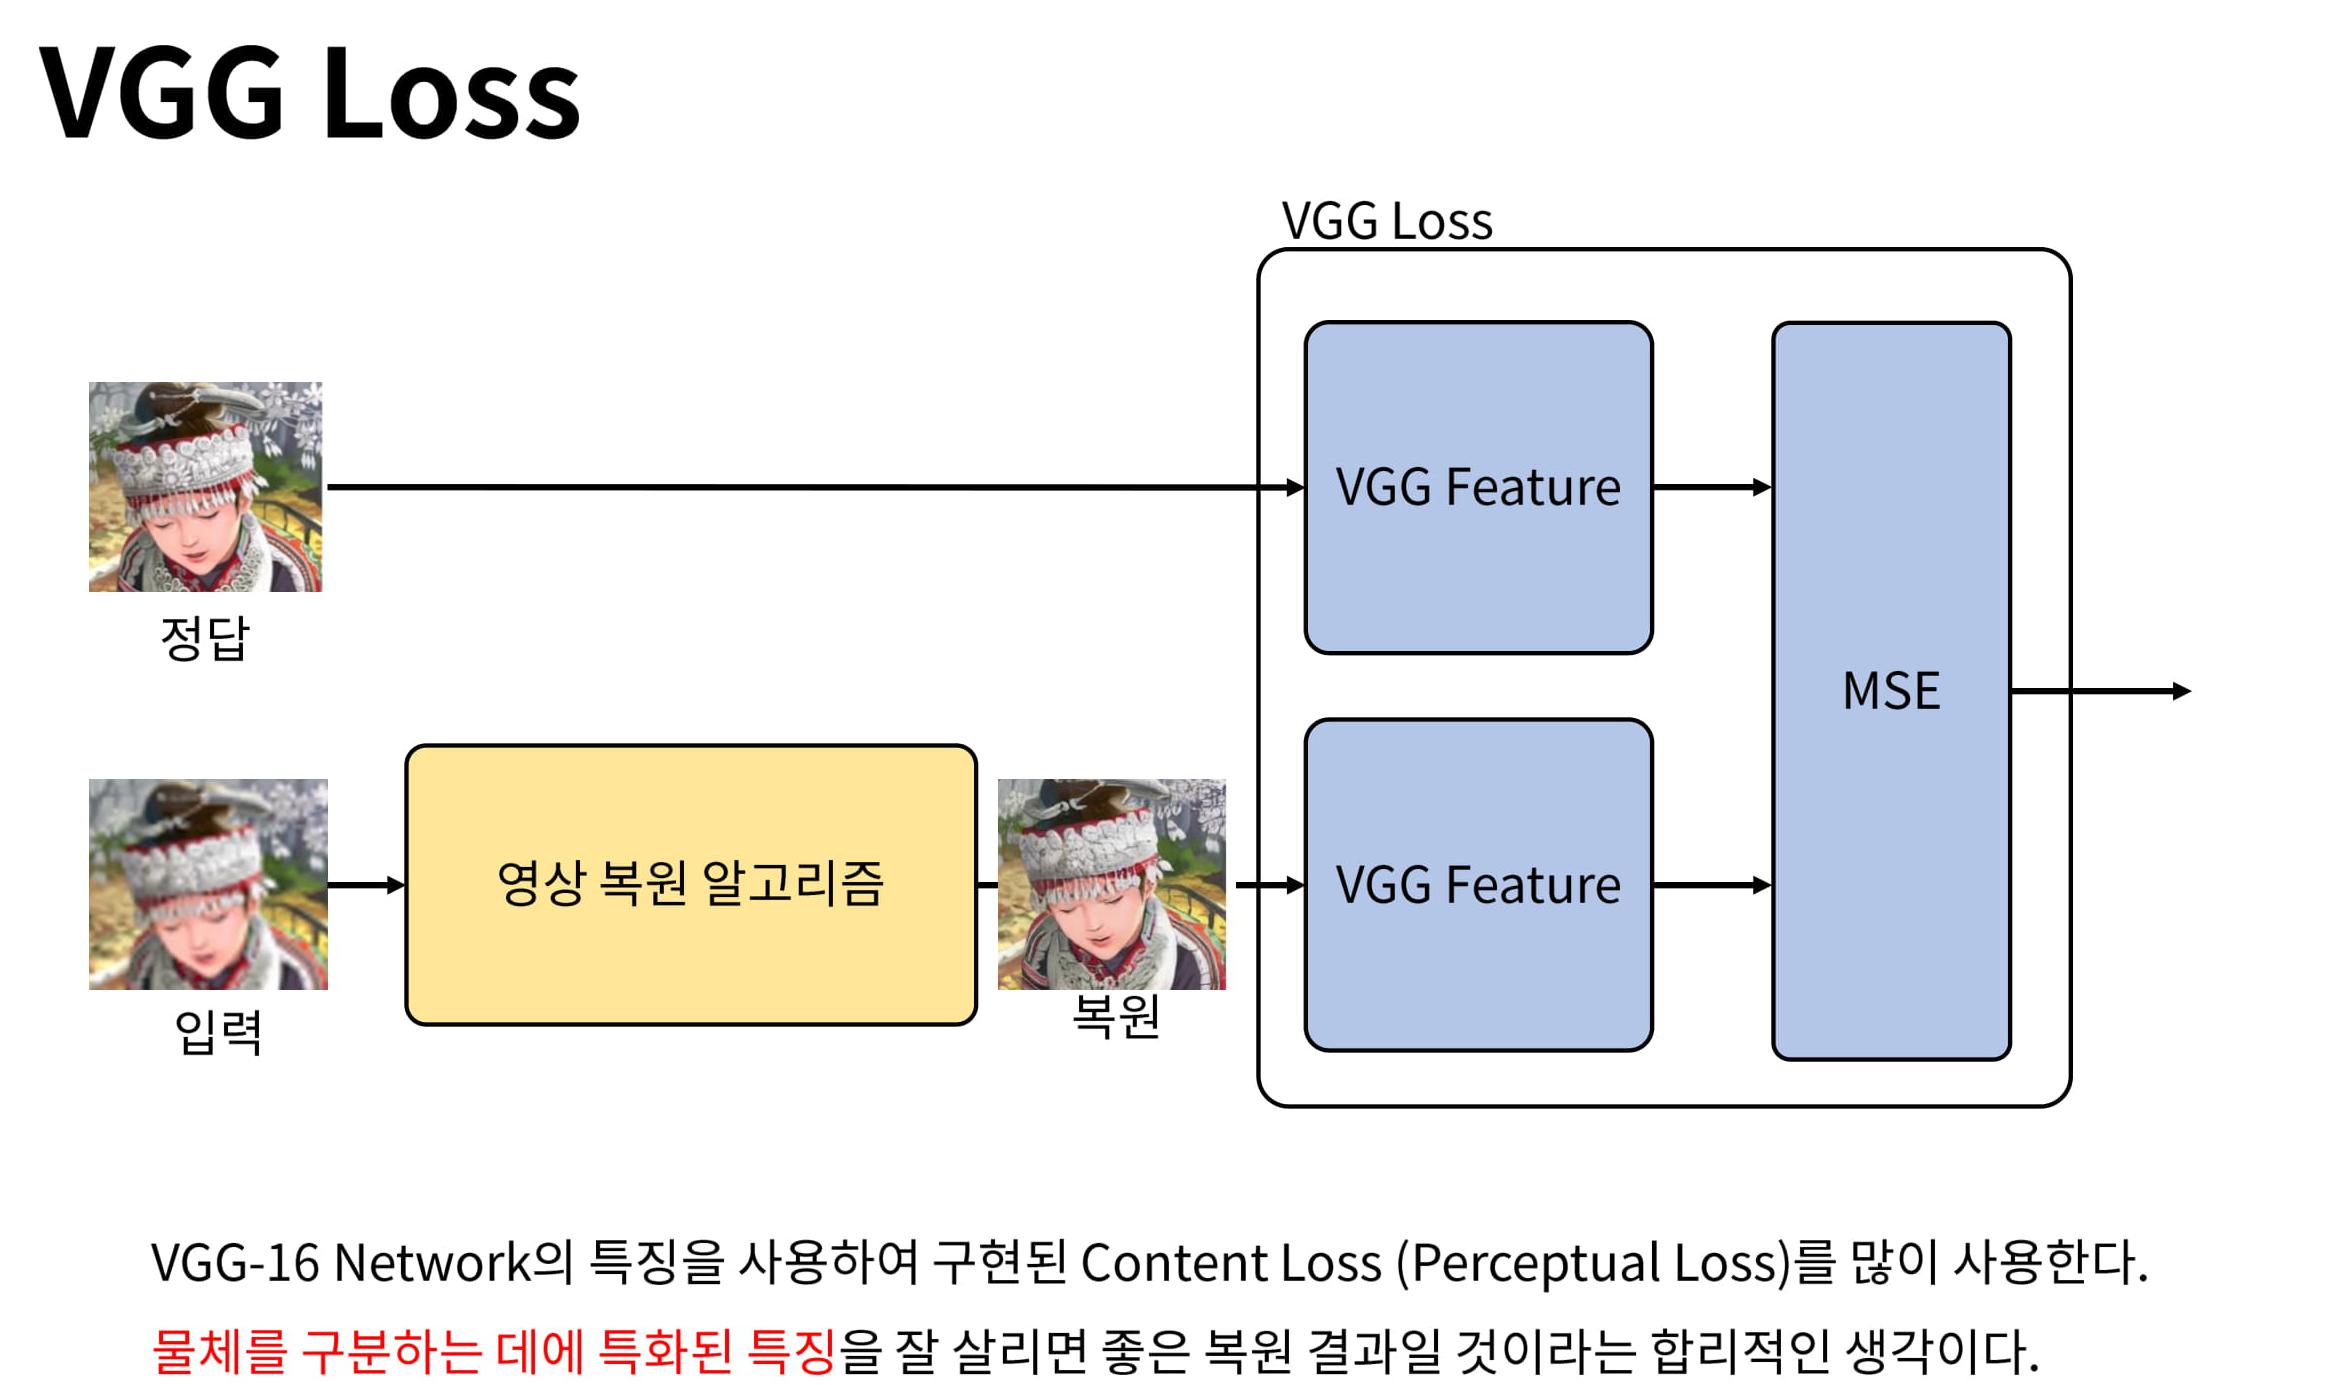 VGG Loss
VGG Loss
VGG Feature
정답
MSE
영상 복원 알고리즘
VGG Feature
복원
입력
VGG-16 Network의 특징을 사용하여 구현된 Content Loss (Perceptual Loss)를 많이 사용한다.
물체를 구분하는 데에 특화된 특징을 잘 살리면 좋은 복원 결과일 것이라는 합리적인 생각이다.